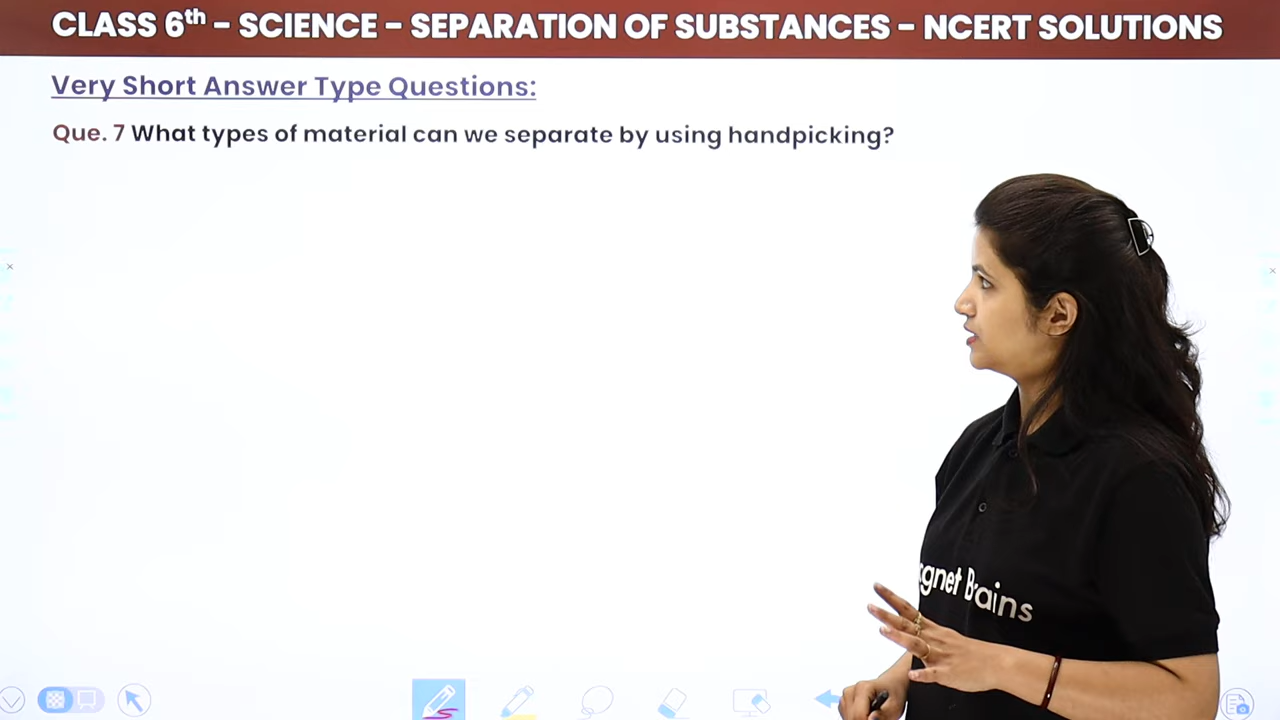 CLASS 6th – SCIENCE – SEPARATION OF SUBSTANCES – NCERT SOLUTIONS
Very Short Answer Type Questions:
Que. 7 What types of material can we separate by using handpicking?
gnet Brains